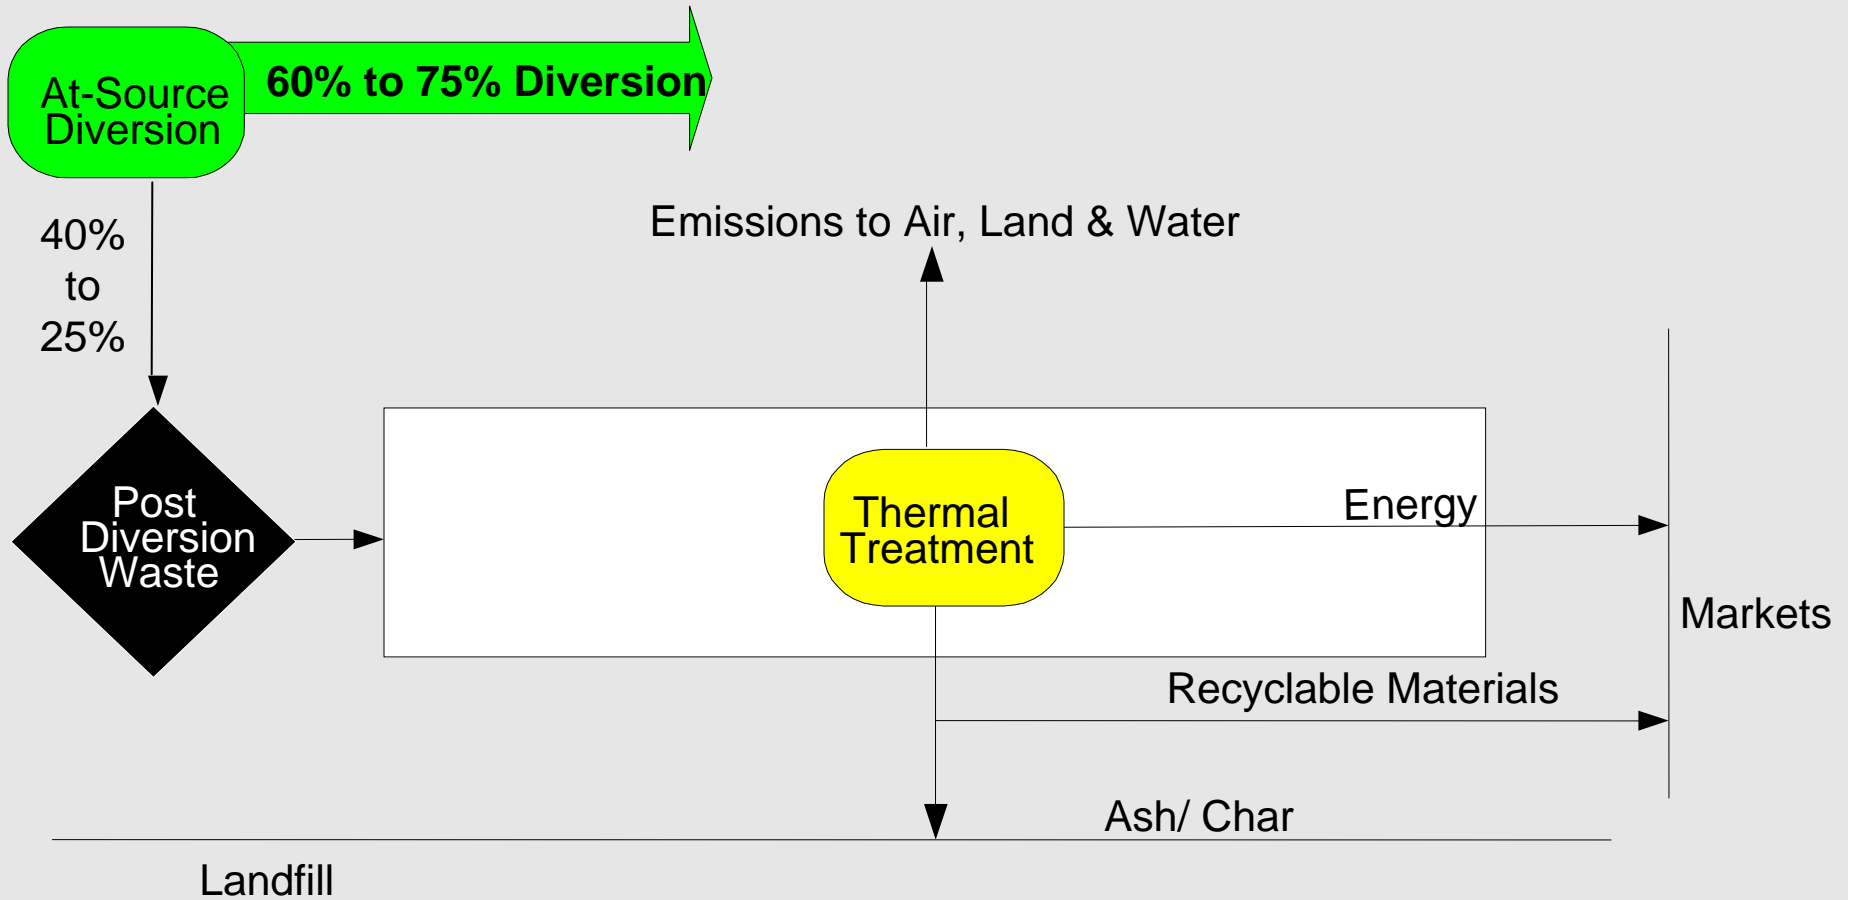 At-Source
Diversion
60% to 75% Diversion
40%
to
25%
Emissions to Air, Land & Water
Post
Diversion
Waste
Thermal
Treatment
Energy
Markets
Recyclable Materials
Ash/ Char
Landfill